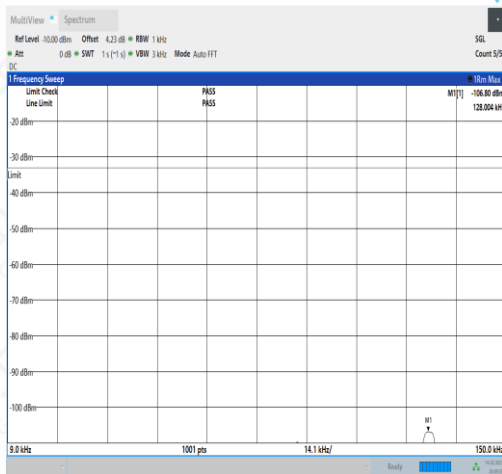 MultiView Spectrum
Ref Level -10.00 dBm Offset 4.23 dB RBW 1 kHz SGL
Att 0 dB SWT 1 s (~1 s) VBW 3 kHz Mode Auto FFT Count 5/5
DC
1 Frequency Sweep 1Rm Max
Limit Check PASS M1[1] -106.80 dBm
Line Limit PASS 128.004 kH
-20 dBm
-30 dBm
Limit
-40 dBm
-50 dBm
-60 dBm
-70 dBm
-80 dBm
-90 dBm
-100 dBm
M1
9.0 kHz 1001 pts 14.1 kHz/ 150.0 kHz
Ready